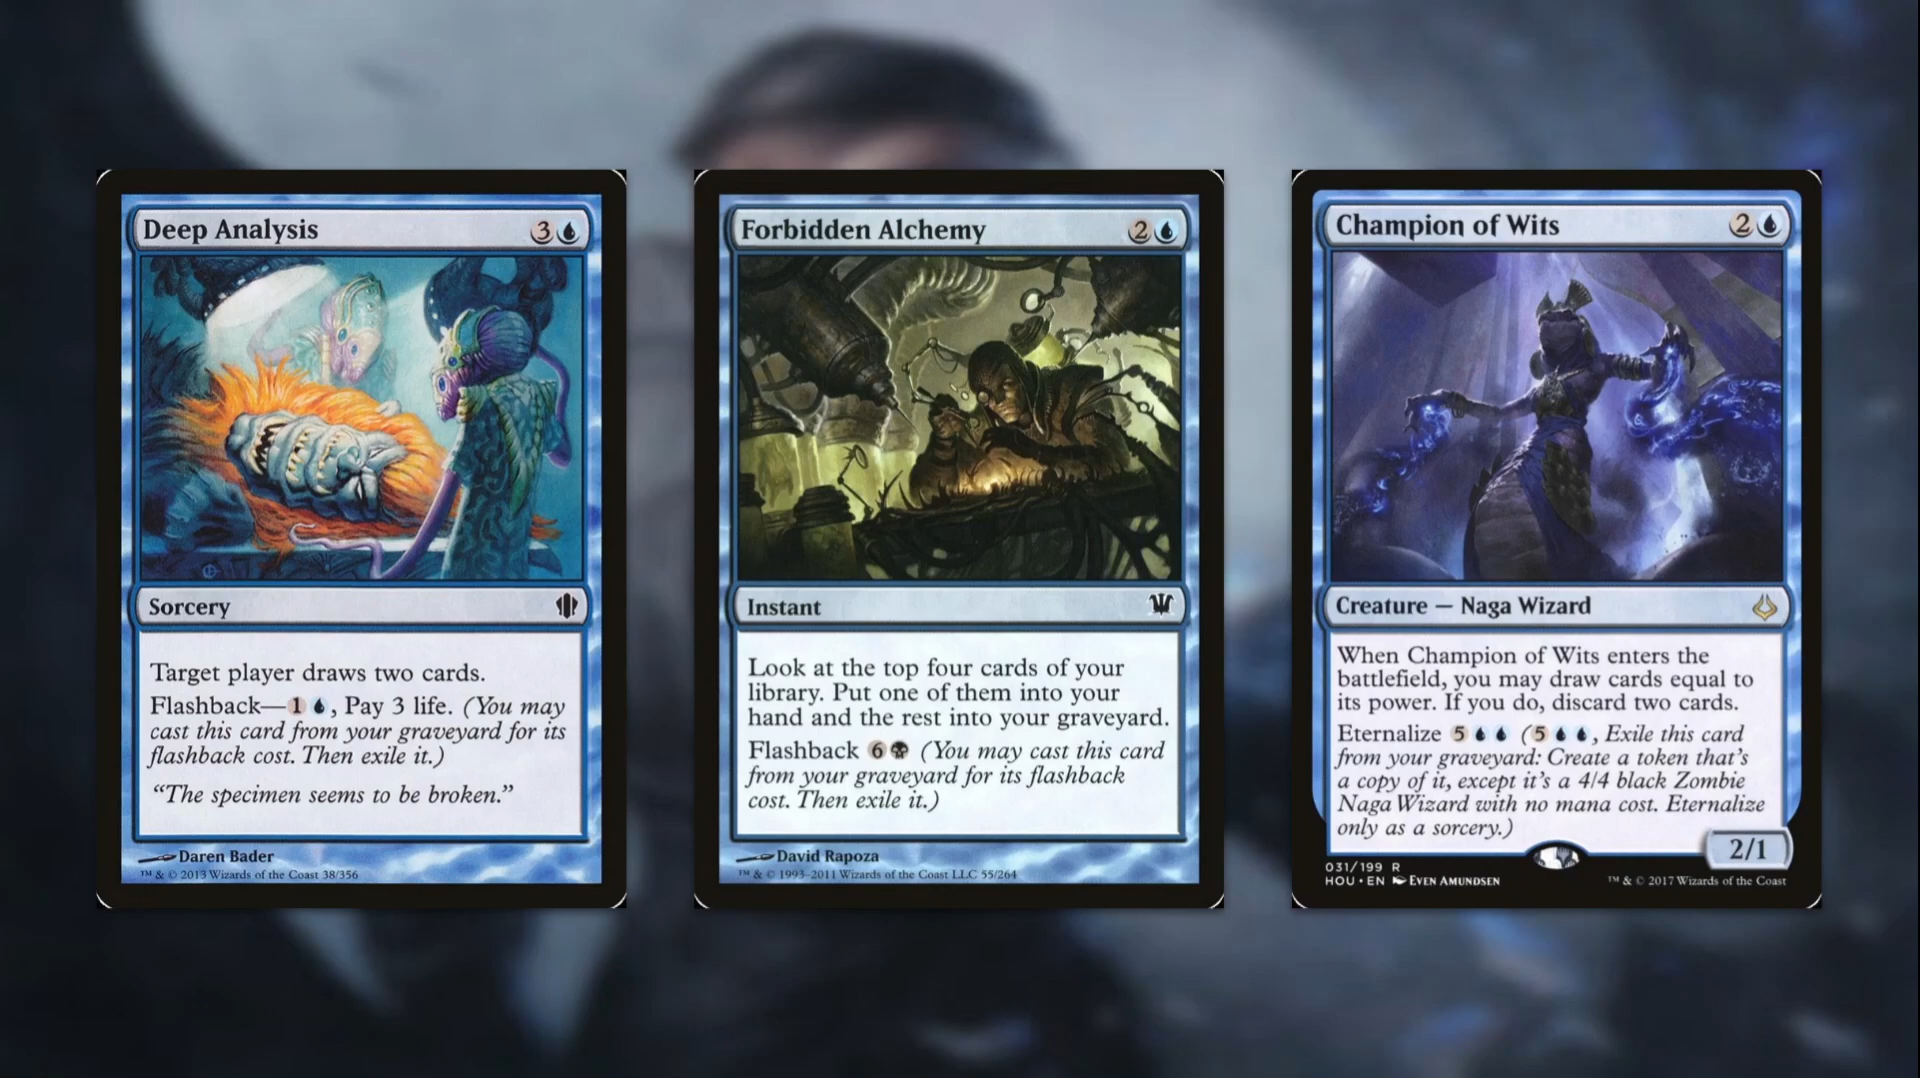 Deep Analysis 3
Sorcery
Target player draws two cards.
Flashback—1 , Pay 3 life. (You may
cast this card from your graveyard for its
flashback cost. Then exile it.)
“The specimen seems to be broken.”
Daren Bader
™ & © 2013 Wizards of the Coast 38/356
Forbidden Alchemy 2
Instant
Look at the top four cards of your
library. Put one of them into your
hand and the rest into your graveyard.
Flashback 6 (You may cast this card
from your graveyard for its flashback
cost. Then exile it.)
David Rapoza
™ & © 1993–2011 Wizards of the Coast LLC 55/264
Champion of Wits 2
Creature — Naga Wizard
When Champion of Wits enters the
battlefield, you may draw cards equal to
its power. If you do, discard two cards.
Eternalize 5 (5 , Exile this card
from your graveyard: Create a token that’s
a copy of it, except it’s a 4/4 black Zombie
Naga Wizard with no mana cost. Eternalize
only as a sorcery.)
2/1
031/199 R
HOU • EN Even Amundsen
™ & © 2017 Wizards of the Coast